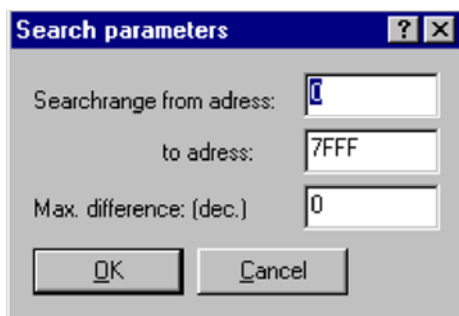 Search parameters
Searchrange from adress: 0
to adress: 7FFF
Max. difference: (dec.) 0
OK Cancel